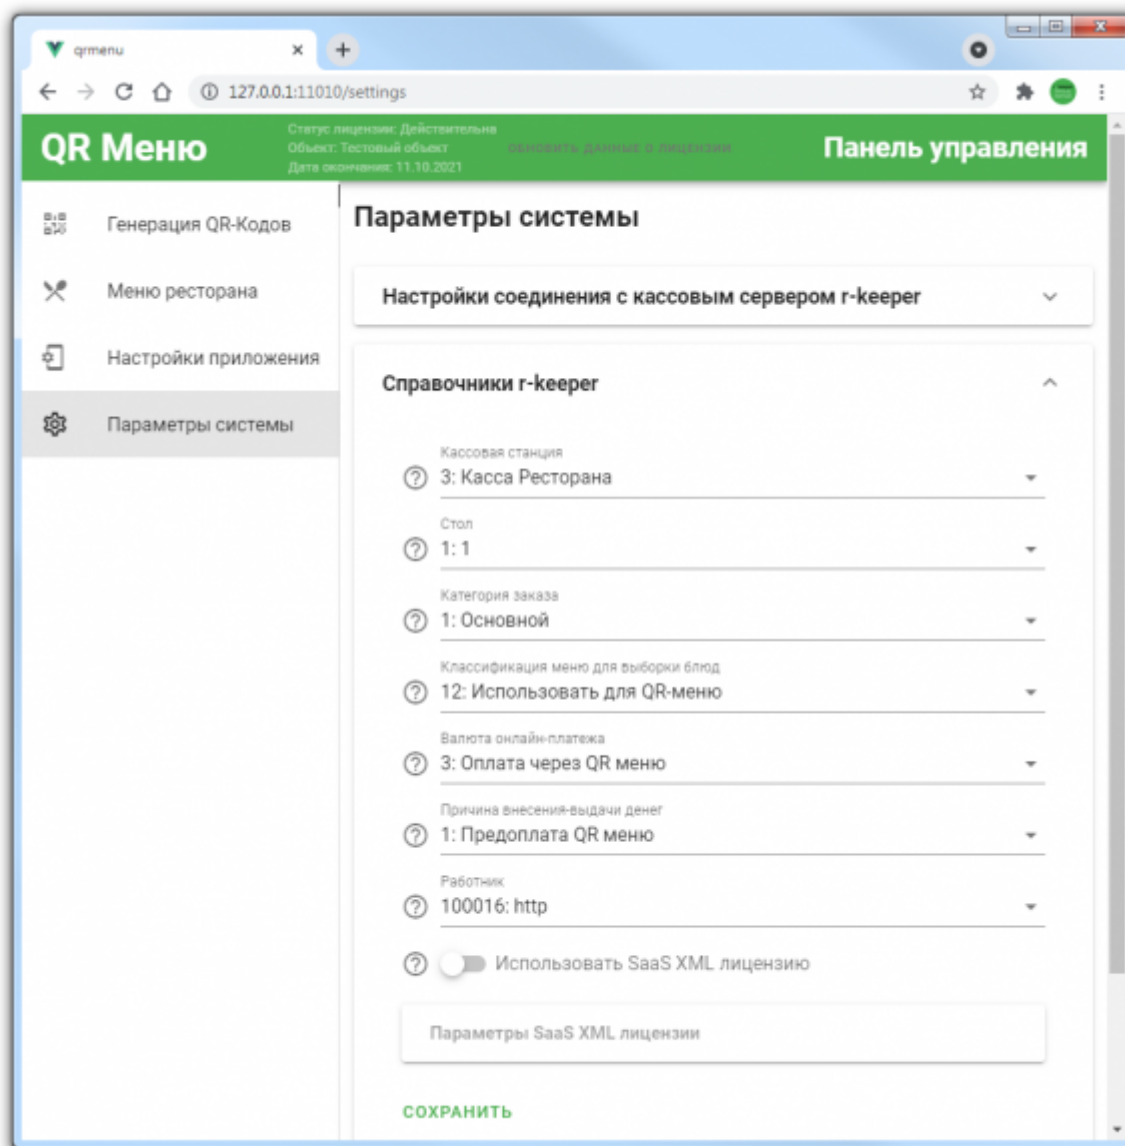 qrmenu
127.0.0.1:11010/settings
QR Меню
Статус лицензии: Действительна
Объект: Тестовый объект
Дата окончания: 11.10.2021
ОБНОВИТЬ ДАННЫЕ О ЛИЦЕНЗИИ
Панель управления
Генерация QR-Кодов
Меню ресторана
Настройки приложения
Параметры системы
Параметры системы
Настройки соединения с кассовым сервером r-keeper
Справочники r-keeper
Кассовая станция
3: Касса Ресторана
Стол
1: 1
Категория заказа
1: Основной
Классификация меню для выборки блюд
12: Использовать для QR-меню
Валюта онлайн-платежа
3: Оплата через QR меню
Причина внесения-выдачи денег
1: Предоплата QR меню
Работник
100016: http
Использовать SaaS XML лицензию
Параметры SaaS XML лицензии
СОХРАНИТЬ